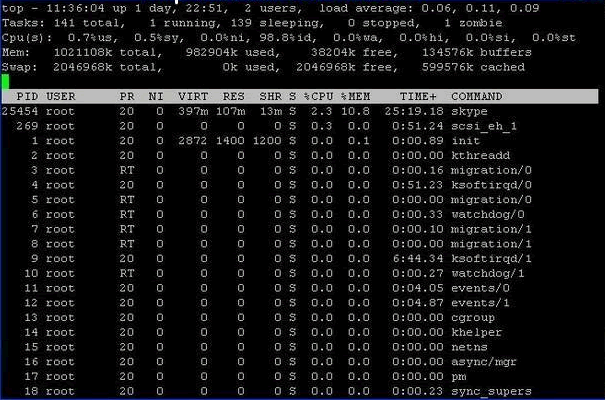 top - 11:36:04 up 1 day, 22:51, 2 users, load average: 0.06, 0.11, 0.09
Tasks: 141 total, 1 running, 139 sleeping, 0 stopped, 1 zombie
Cpu(s): 0.7%us, 0.5%sy, 0.0%ni, 98.8%id, 0.0%wa, 0.0%hi, 0.0%si, 0.0%st
Mem: 1021108k total, 982904k used, 38204k free, 134576k buffers
Swap: 2046968k total, 0k used, 2046968k free, 599576k cached
PID USER PR NI VIRT RES SHR S %CPU %MEM TIME+ COMMAND
25454 root 20 0 397m 107m 13m S 2.3 10.8 25:19.18 skype
269 root 20 0 0 0 0 S 0.3 0.0 0:51.24 scsi_eh_1
1 root 20 0 2872 1400 1200 S 0.0 0.1 0:00.89 init
2 root 20 0 0 0 0 S 0.0 0.0 0:00.00 kthreadd
3 root RT 0 0 0 0 S 0.0 0.0 0:00.16 migration/0
4 root 20 0 0 0 0 S 0.0 0.0 0:51.23 ksoftirqd/0
5 root RT 0 0 0 0 S 0.0 0.0 0:00.00 migration/0
6 root RT 0 0 0 0 S 0.0 0.0 0:00.33 watchdog/0
7 root RT 0 0 0 0 S 0.0 0.0 0:00.10 migration/1
8 root RT 0 0 0 0 S 0.0 0.0 0:00.00 migration/1
9 root 20 0 0 0 0 S 0.0 0.0 6:44.34 ksoftirqd/1
10 root RT 0 0 0 0 S 0.0 0.0 0:00.27 watchdog/1
11 root 20 0 0 0 0 S 0.0 0.0 0:04.05 events/0
12 root 20 0 0 0 0 S 0.0 0.0 0:04.87 events/1
13 root 20 0 0 0 0 S 0.0 0.0 0:00.00 cgroup
14 root 20 0 0 0 0 S 0.0 0.0 0:00.00 khelper
15 root 20 0 0 0 0 S 0.0 0.0 0:00.00 netns
16 root 20 0 0 0 0 S 0.0 0.0 0:00.00 async/mgr
17 root 20 0 0 0 0 S 0.0 0.0 0:00.00 pm
18 root 20 0 0 0 0 S 0.0 0.0 0:00.23 sync_supers